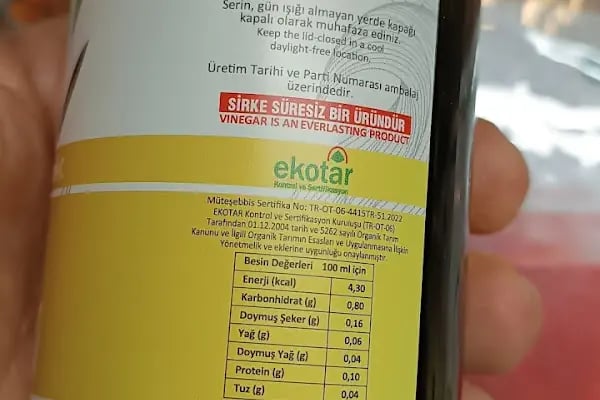 Serin, gün ışığı almayan yerde kapağı
kapalı olarak muhafaza ediniz.
Keep the lid-closed in a cool
daylight-free location.
Üretim Tarihi ve Parti Numarası ambalaj
üzerindedir.
SİRKE SÜRESİZ BİR ÜRÜNDÜR
VINEGAR IS AN EVERLASTING PRODUCT
ekotar
Kontrol ve Sertifikasyon
Müteşebbis Sertifika No: TR-OT-06-4415TR-51.2022
EKOTAR Kontrol ve Sertifikasyon Kuruluşu (TR-OT-06)
Tarafından 01.12.2004 tarih ve 5262 sayılı Organik Tarım
Kanunu ve İlgili Organik Tarımın Esasları ve Uygulanmasına İlişkin
Yönetmelik ve eklerine uygunluğu onaylanmıştır.
Besin Değerleri 100 ml için
Enerji (kcal) 4,30
Karbonhidrat (g) 0,80
Doymuş Şeker (g) 0,16
Yağ (g) 0,06
Doymuş Yağ (g) 0,04
Protein (g) 0,10
Tuz (g) 0,04